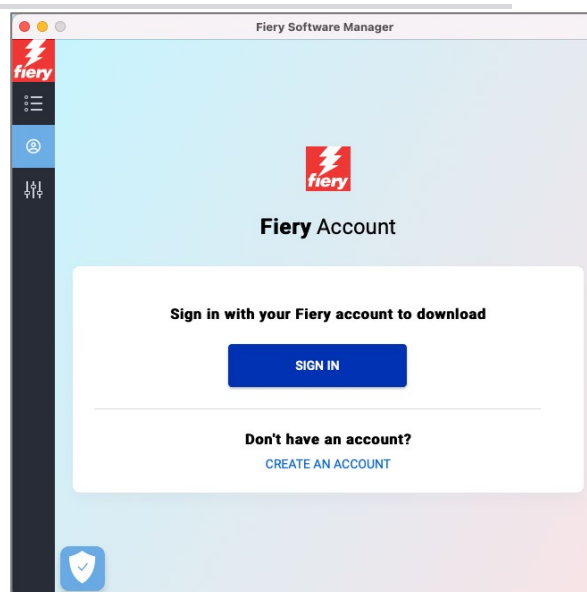 Fiery Software Manager
fiery
fiery
Fiery Account
Sign in with your Fiery account to download
SIGN IN
Don't have an account?
CREATE AN ACCOUNT